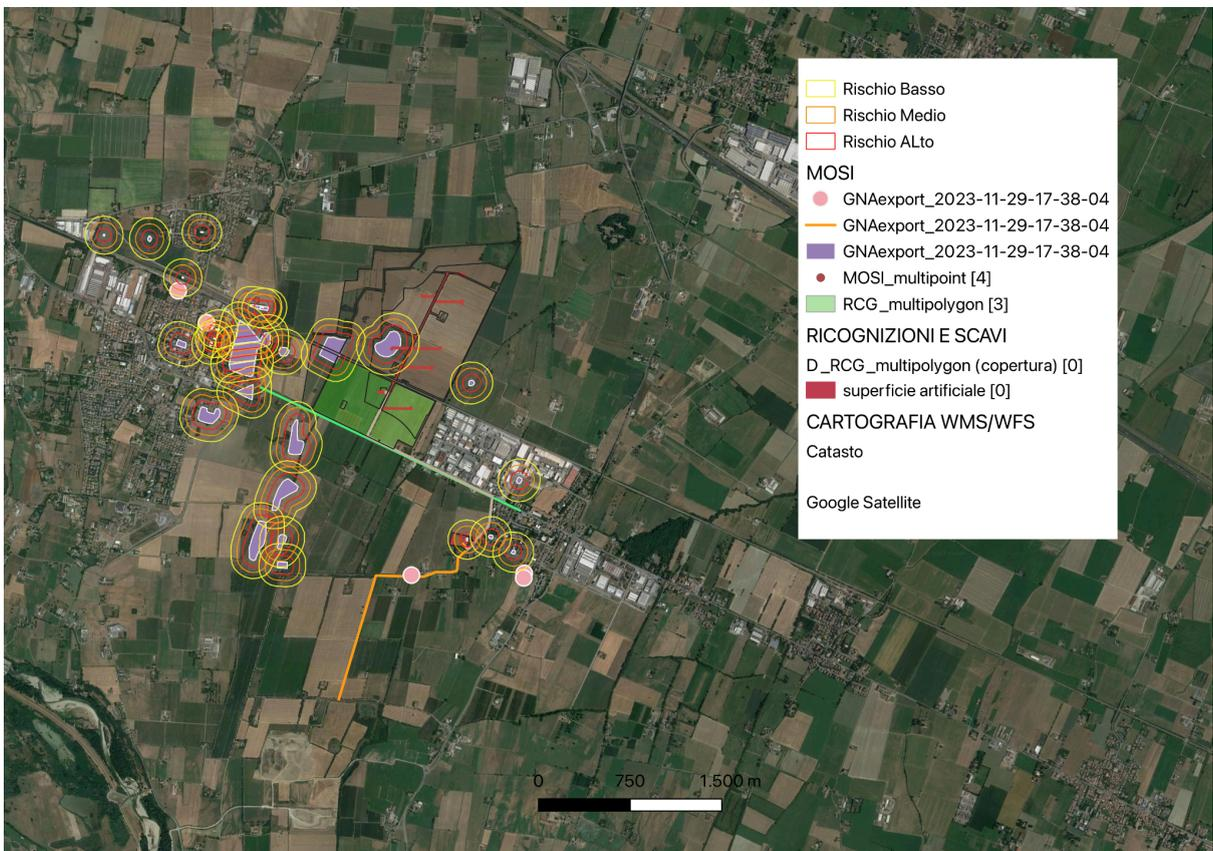 Rischio Basso
Rischio Medio
Rischio ALto
MOSI
GNAexport_2023-11-29-17-38-04
GNAexport_2023-11-29-17-38-04
GNAexport_2023-11-29-17-38-04
MOSI_multipoint [4]
RCG_multipolygon [3]
RICOGNIZIONI E SCAVI
D_RCG_multipolygon (copertura) [0]
superficie artificiale [0]
CARTOGRAFIA WMS/WFS
Catasto
Google Satellite
0 750 1.500 m